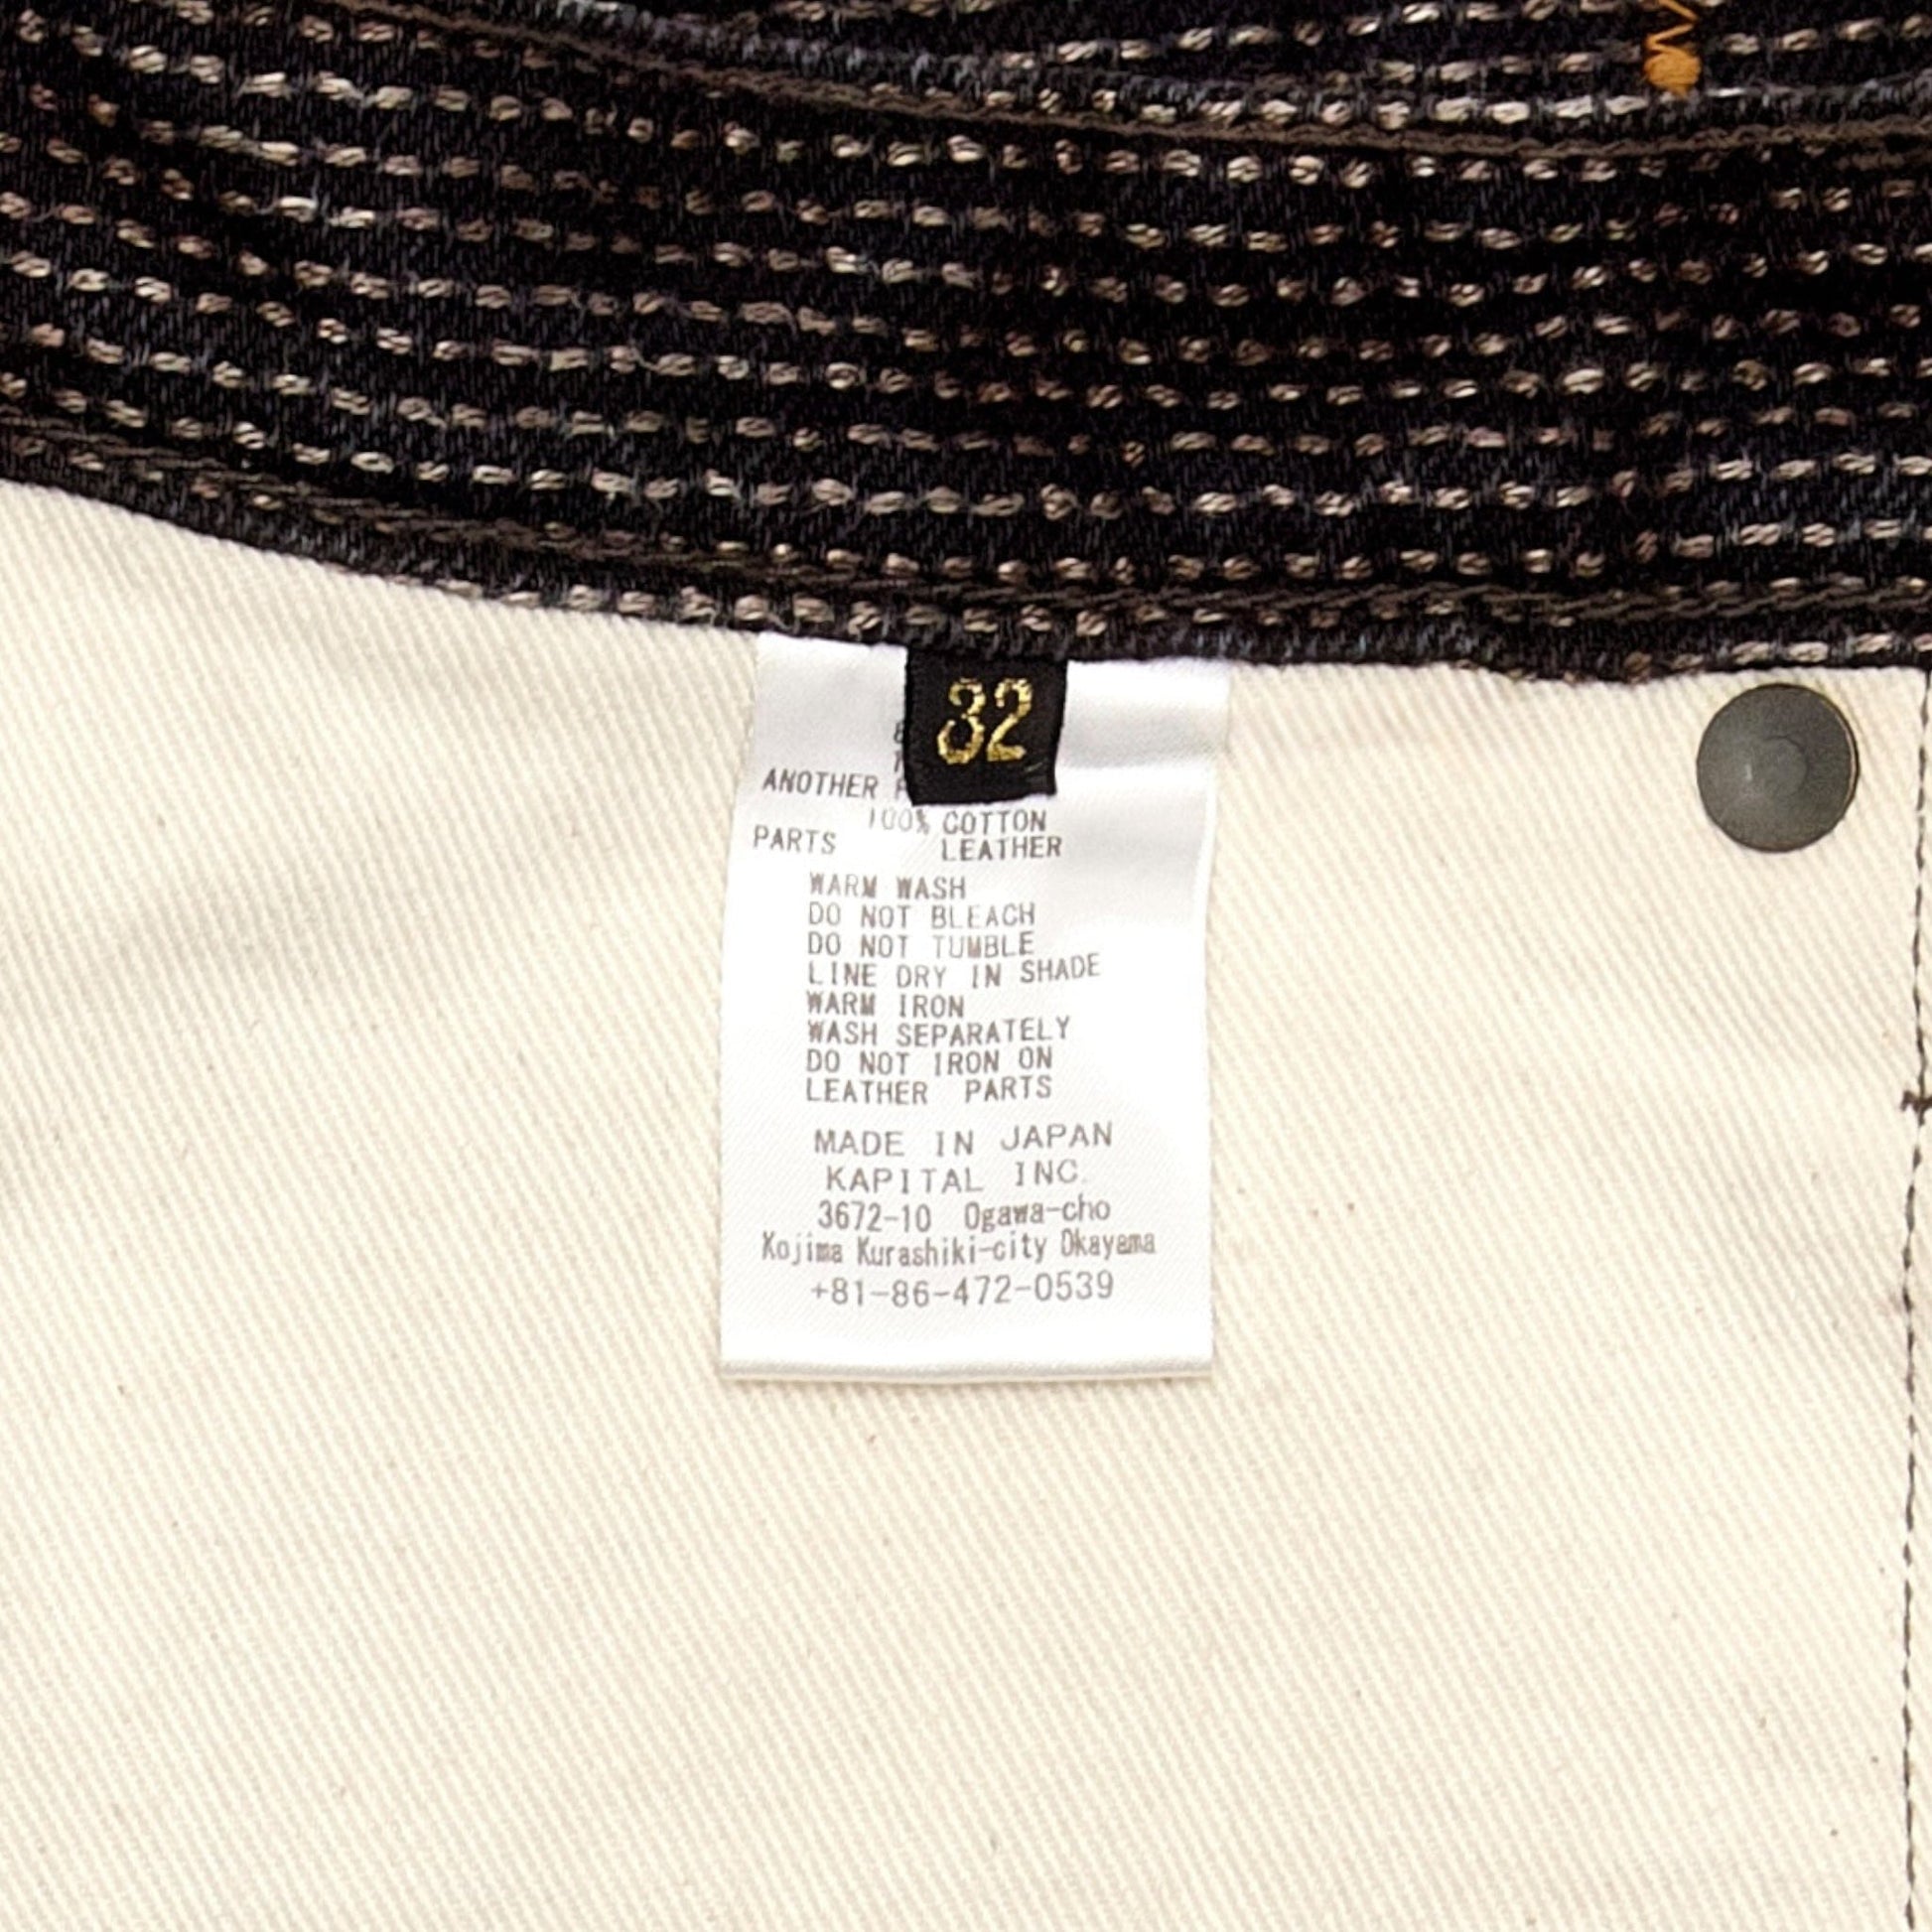 32
ANOTHER
100% COTTON
PARTS LEATHER
WARM WASH
DO NOT BLEACH
DO NOT TUMBLE
LINE DRY IN SHADE
WARM IRON
WASH SEPARATELY
DO NOT IRON ON
LEATHER PARTS
MADE IN JAPAN
KAPITAL INC.
3672-10 Ogawa-cho
Kojima Kurashiki-city Okayama
+81-86-472-0539